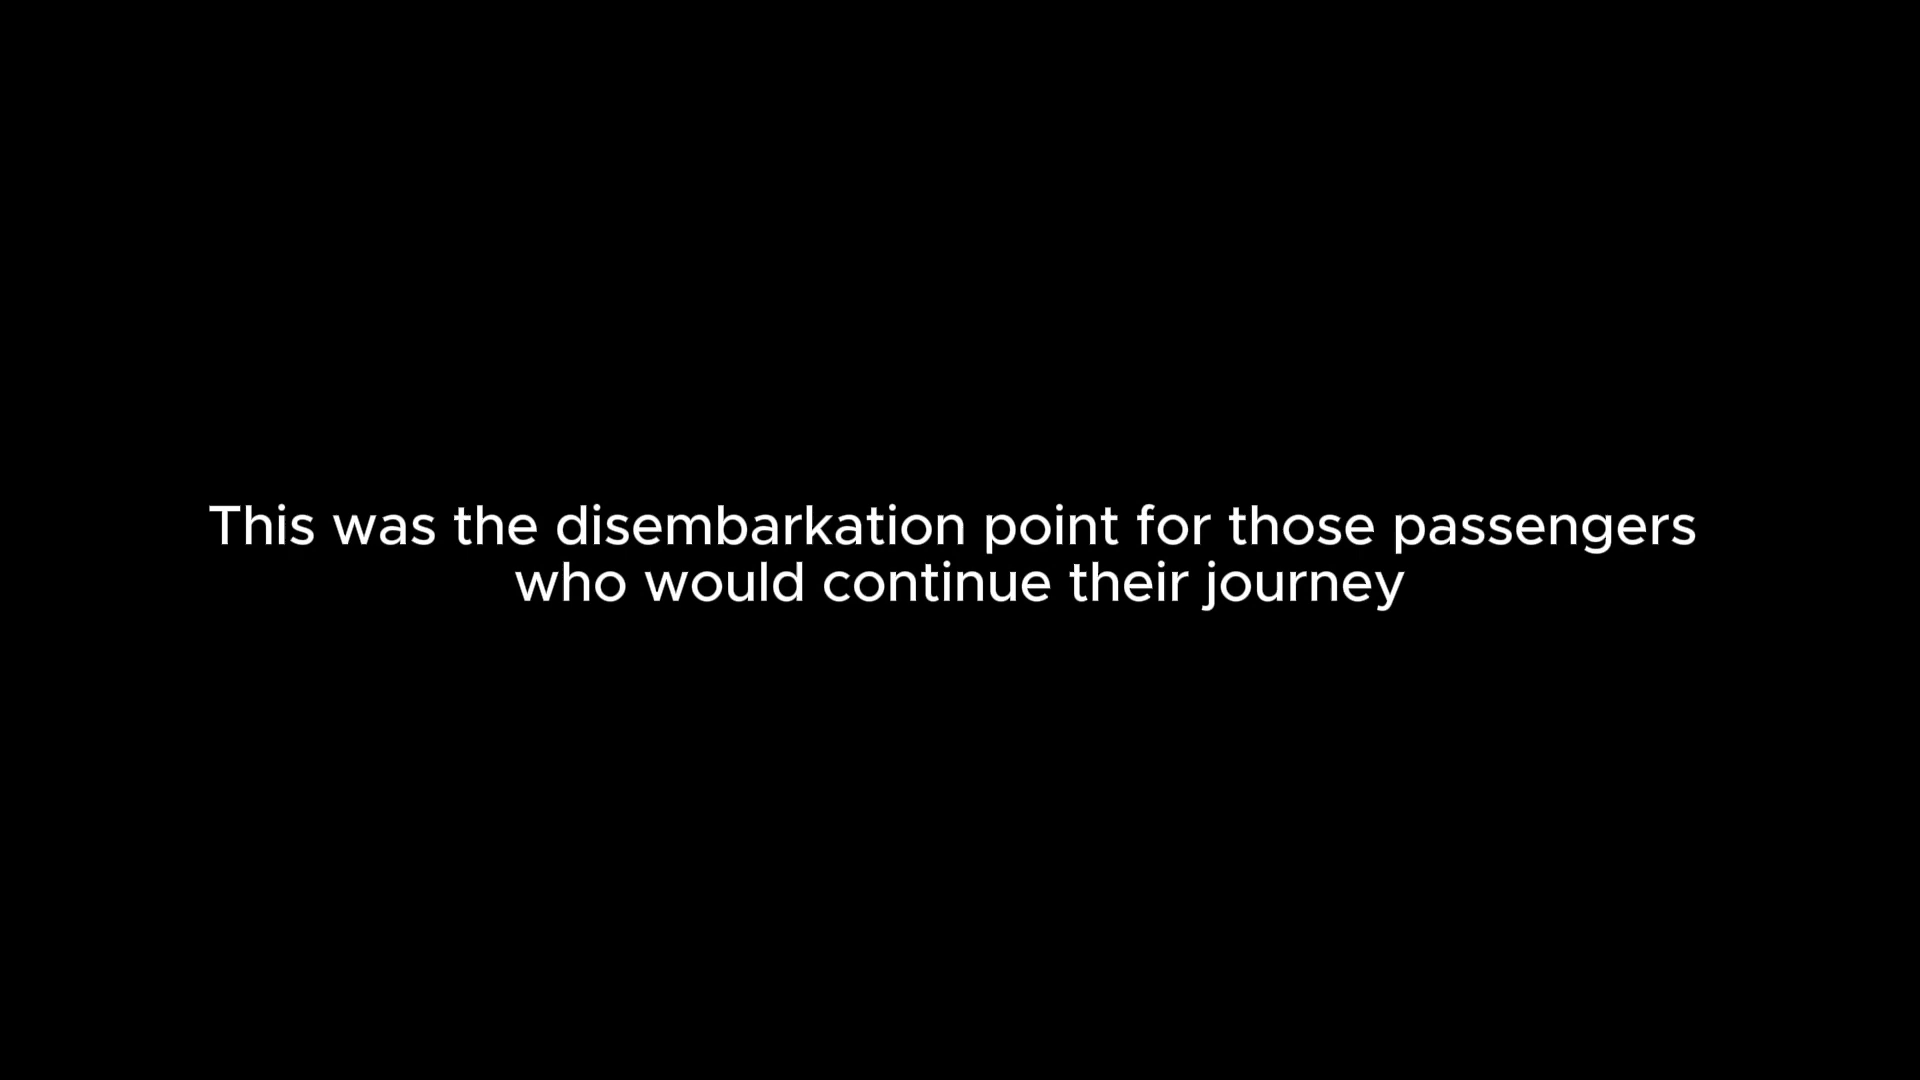 This was the disembarkation point for those passengers
who would continue their journey